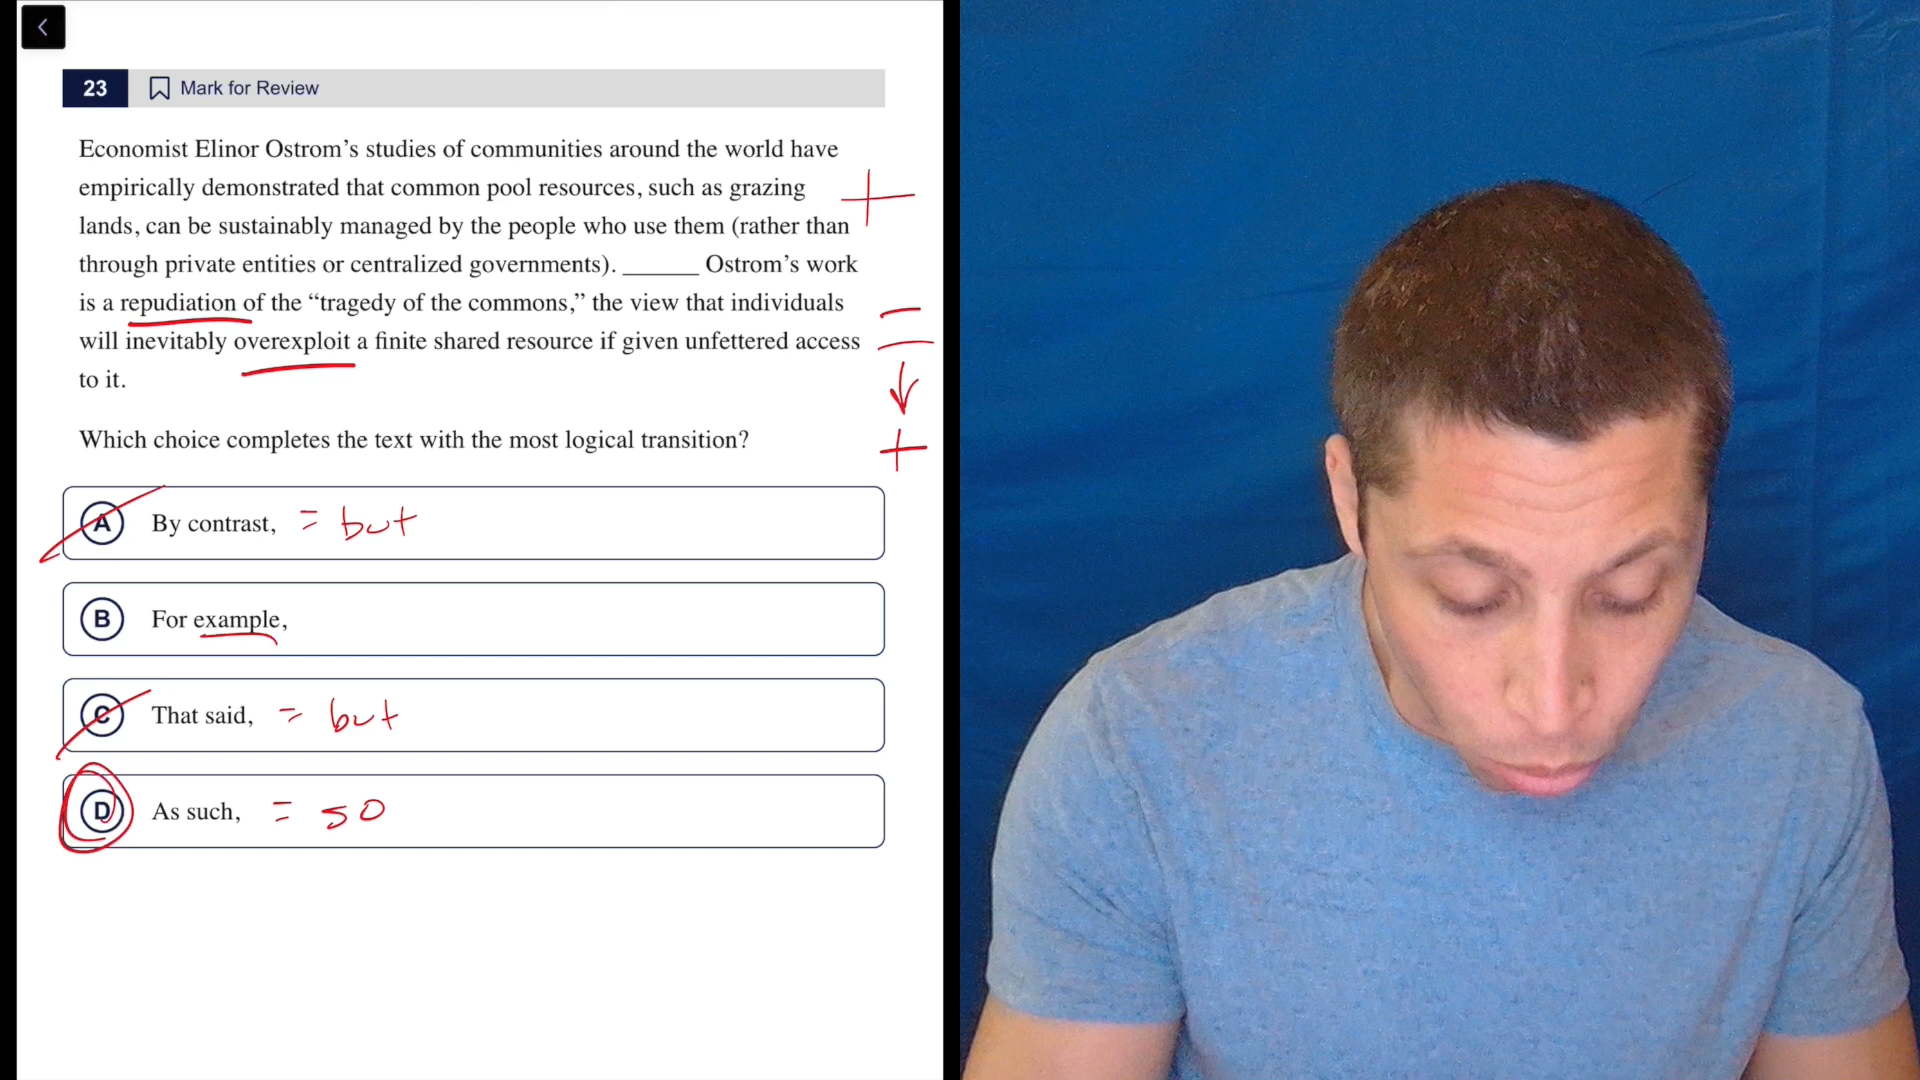 23 Mark for Review
Economist Elinor Ostrom’s studies of communities around the world have
empirically demonstrated that common pool resources, such as grazing
lands, can be sustainably managed by the people who use them (rather than
through private entities or centralized governments). ______ Ostrom’s work
is a repudiation of the “tragedy of the commons,” the view that individuals
will inevitably overexploit a finite shared resource if given unfettered access
to it.
Which choice completes the text with the most logical transition?
A By contrast, = but
B For example,
C That said, = but
D As such, = so